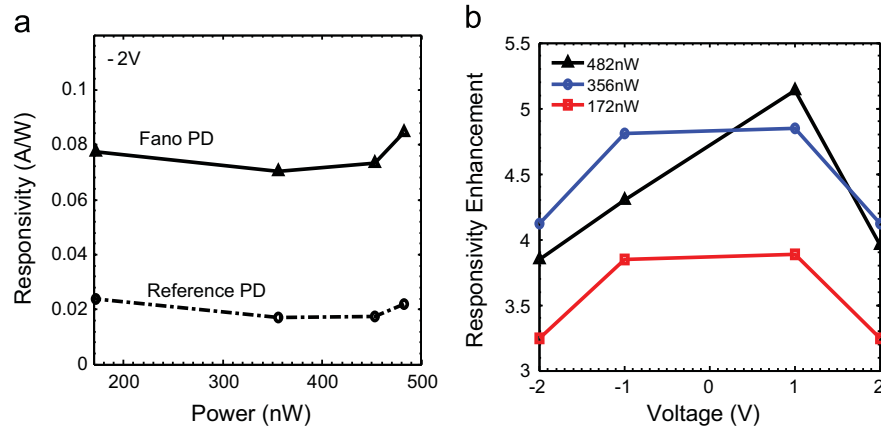 a
-2V
0.1
0.08
0.06
0.04
0.02
0
Fano PD
Reference PD
200
300
400
500
Power (nW)
Responsivity (A/W)
b
5.5
5
4.5
4
3.5
3
482nW
356nW
172nW
-2
-1
0
1
2
Voltage (V)
Responsivity Enhancement